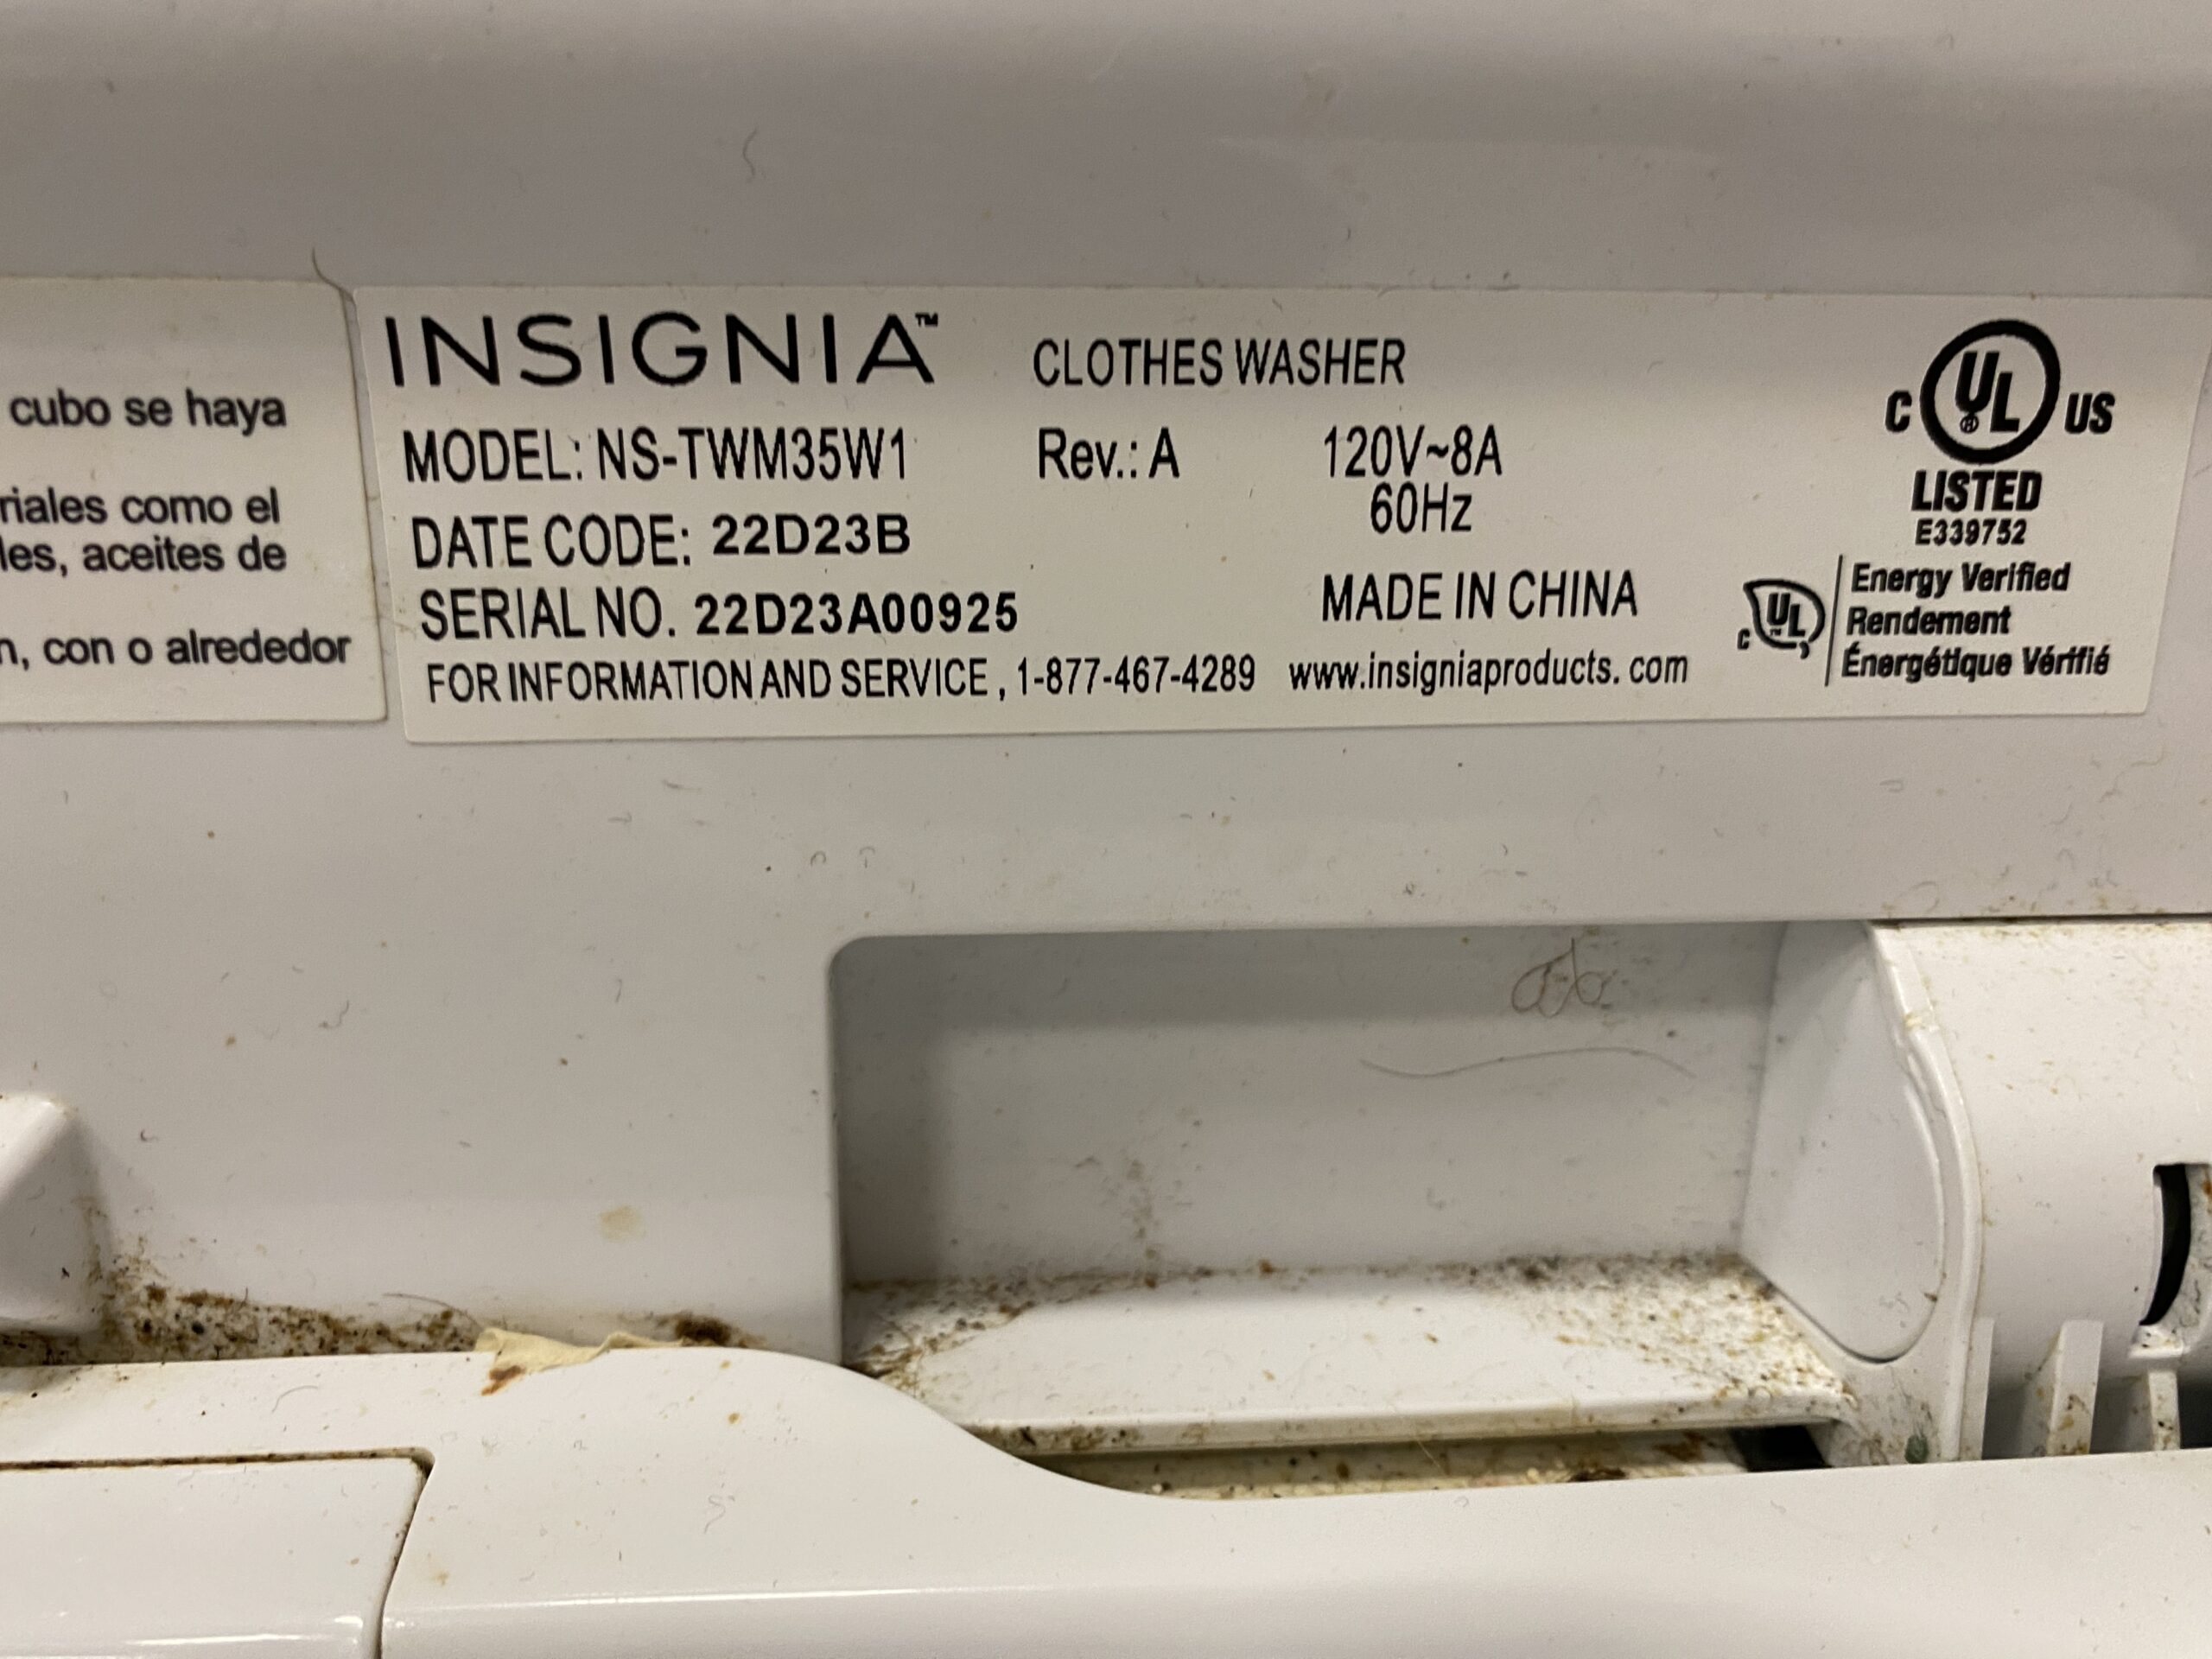 cubo se haya
riales como el
les, aceites de
n, con o alrededor
INSIGNIA™ CLOTHES WASHER
MODEL: NS-TWM35W1 Rev.: A 120V~8A
60Hz
DATE CODE: 22D23B
SERIAL NO. 22D23A00925 MADE IN CHINA
FOR INFORMATION AND SERVICE, 1-877-467-4289 www.insigniaproducts.com
C UL® US
LISTED
E339752
C UL™
Energy Verified
Rendement
Énergétique Vérifié